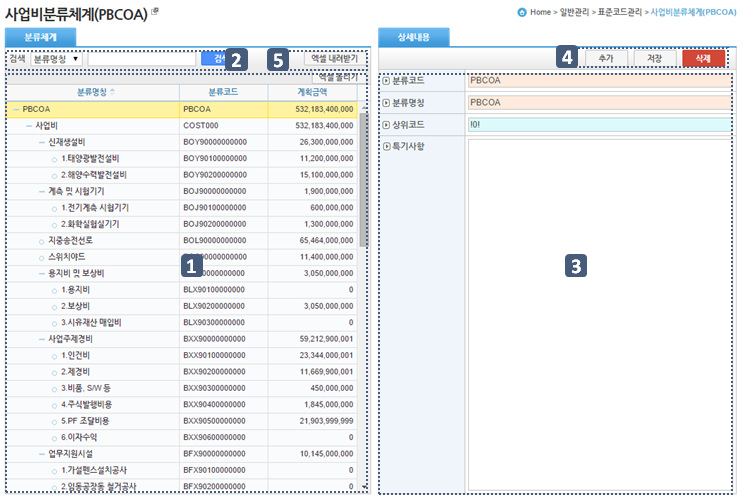 사업비분류체계(PBCOA)
Home > 일반관리 > 표준코드관리 > 사업비분류체계(PBCOA)
분류체계
상세내용
검색 분류명칭 ▼ 2 5 엑셀 내려받기
4 추가 저장 삭제
엑셀 올리기
분류명칭 분류코드 계획금액
PBCOA PBCOA 532,183,400,000
사업비 COST000 532,183,400,000
신재생설비 BOY90000000000 26,300,000,000
1.태양광발전설비 BOY90100000000 11,200,000,000
2.해양수력발전설비 BOY90200000000 15,100,000,000
계측 및 시험기기 BOJ90000000000 1,900,000,000
1.전기계측 시험기기 BOJ90100000000 600,000,000
2.화학실험실기기 BOJ90200000000 1,300,000,000
지중송전선로 BOL90000000000 65,464,000,000
스위치야드 11,400,000,000
용지비 및 보상비 1 3,050,000,000
1.용지비 BLX90100000000 0
2.보상비 BLX90200000000 3,050,000,000
3.사유재산 매입비 BLX90300000000 0
사업주제경비 BXX90000000000 59,212,900,001
1.인건비 BXX90100000000 23,344,000,001
2.제경비 BXX90200000000 11,669,900,001
3.비품, S/W 등 BXX90300000000 450,000,000
4.주식발행비용 BXX90400000000 1,845,000,000
5.PF 조달비용 BXX90500000000 21,903,999,999
6.이자수익 BXX90600000000 0
업무지원시설 BFX90000000000 10,145,000,000
1.가설펜스설치공사 BFX90100000000 0
2.임동공장동 철거공사 BFX90200000000 0
분류코드 PBCOA
분류명칭 PBCOA
상위코드 !0!
특기사항
3